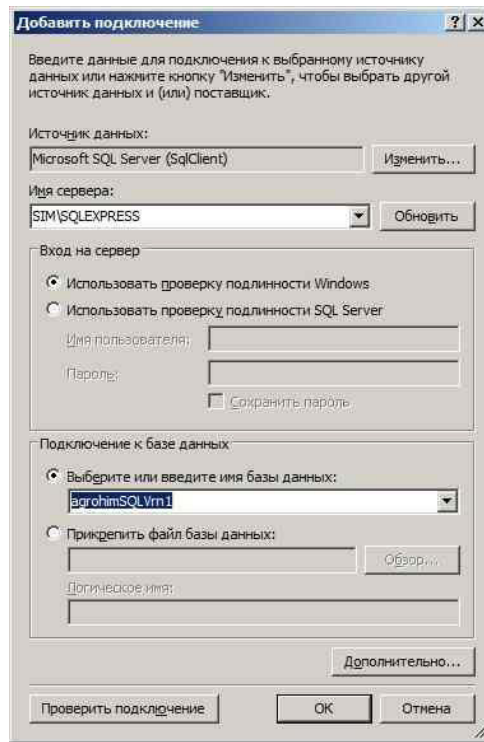 Добавить подключение
Введите данные для подключения к выбранному источнику
данных или нажмите кнопку "Изменить", чтобы выбрать другой
источник данных и (или) поставщик.
Источник данных:
Microsoft SQL Server (SqlClient)
Изменить...
Имя сервера:
SIM\SQLEXPRESS
Обновить
Вход на сервер
Использовать проверку подлинности Windows
Использовать проверку подлинности SQL Server
Имя пользователя:
Пароль:
Сохранить пароль
Подключение к базе данных
Выберите или введите имя базы данных:
agrohimSQLVrn1
Прикрепить файл базы данных:
Обзор...
Логическое имя:
Дополнительно...
Проверить подключение
ОК
Отмена